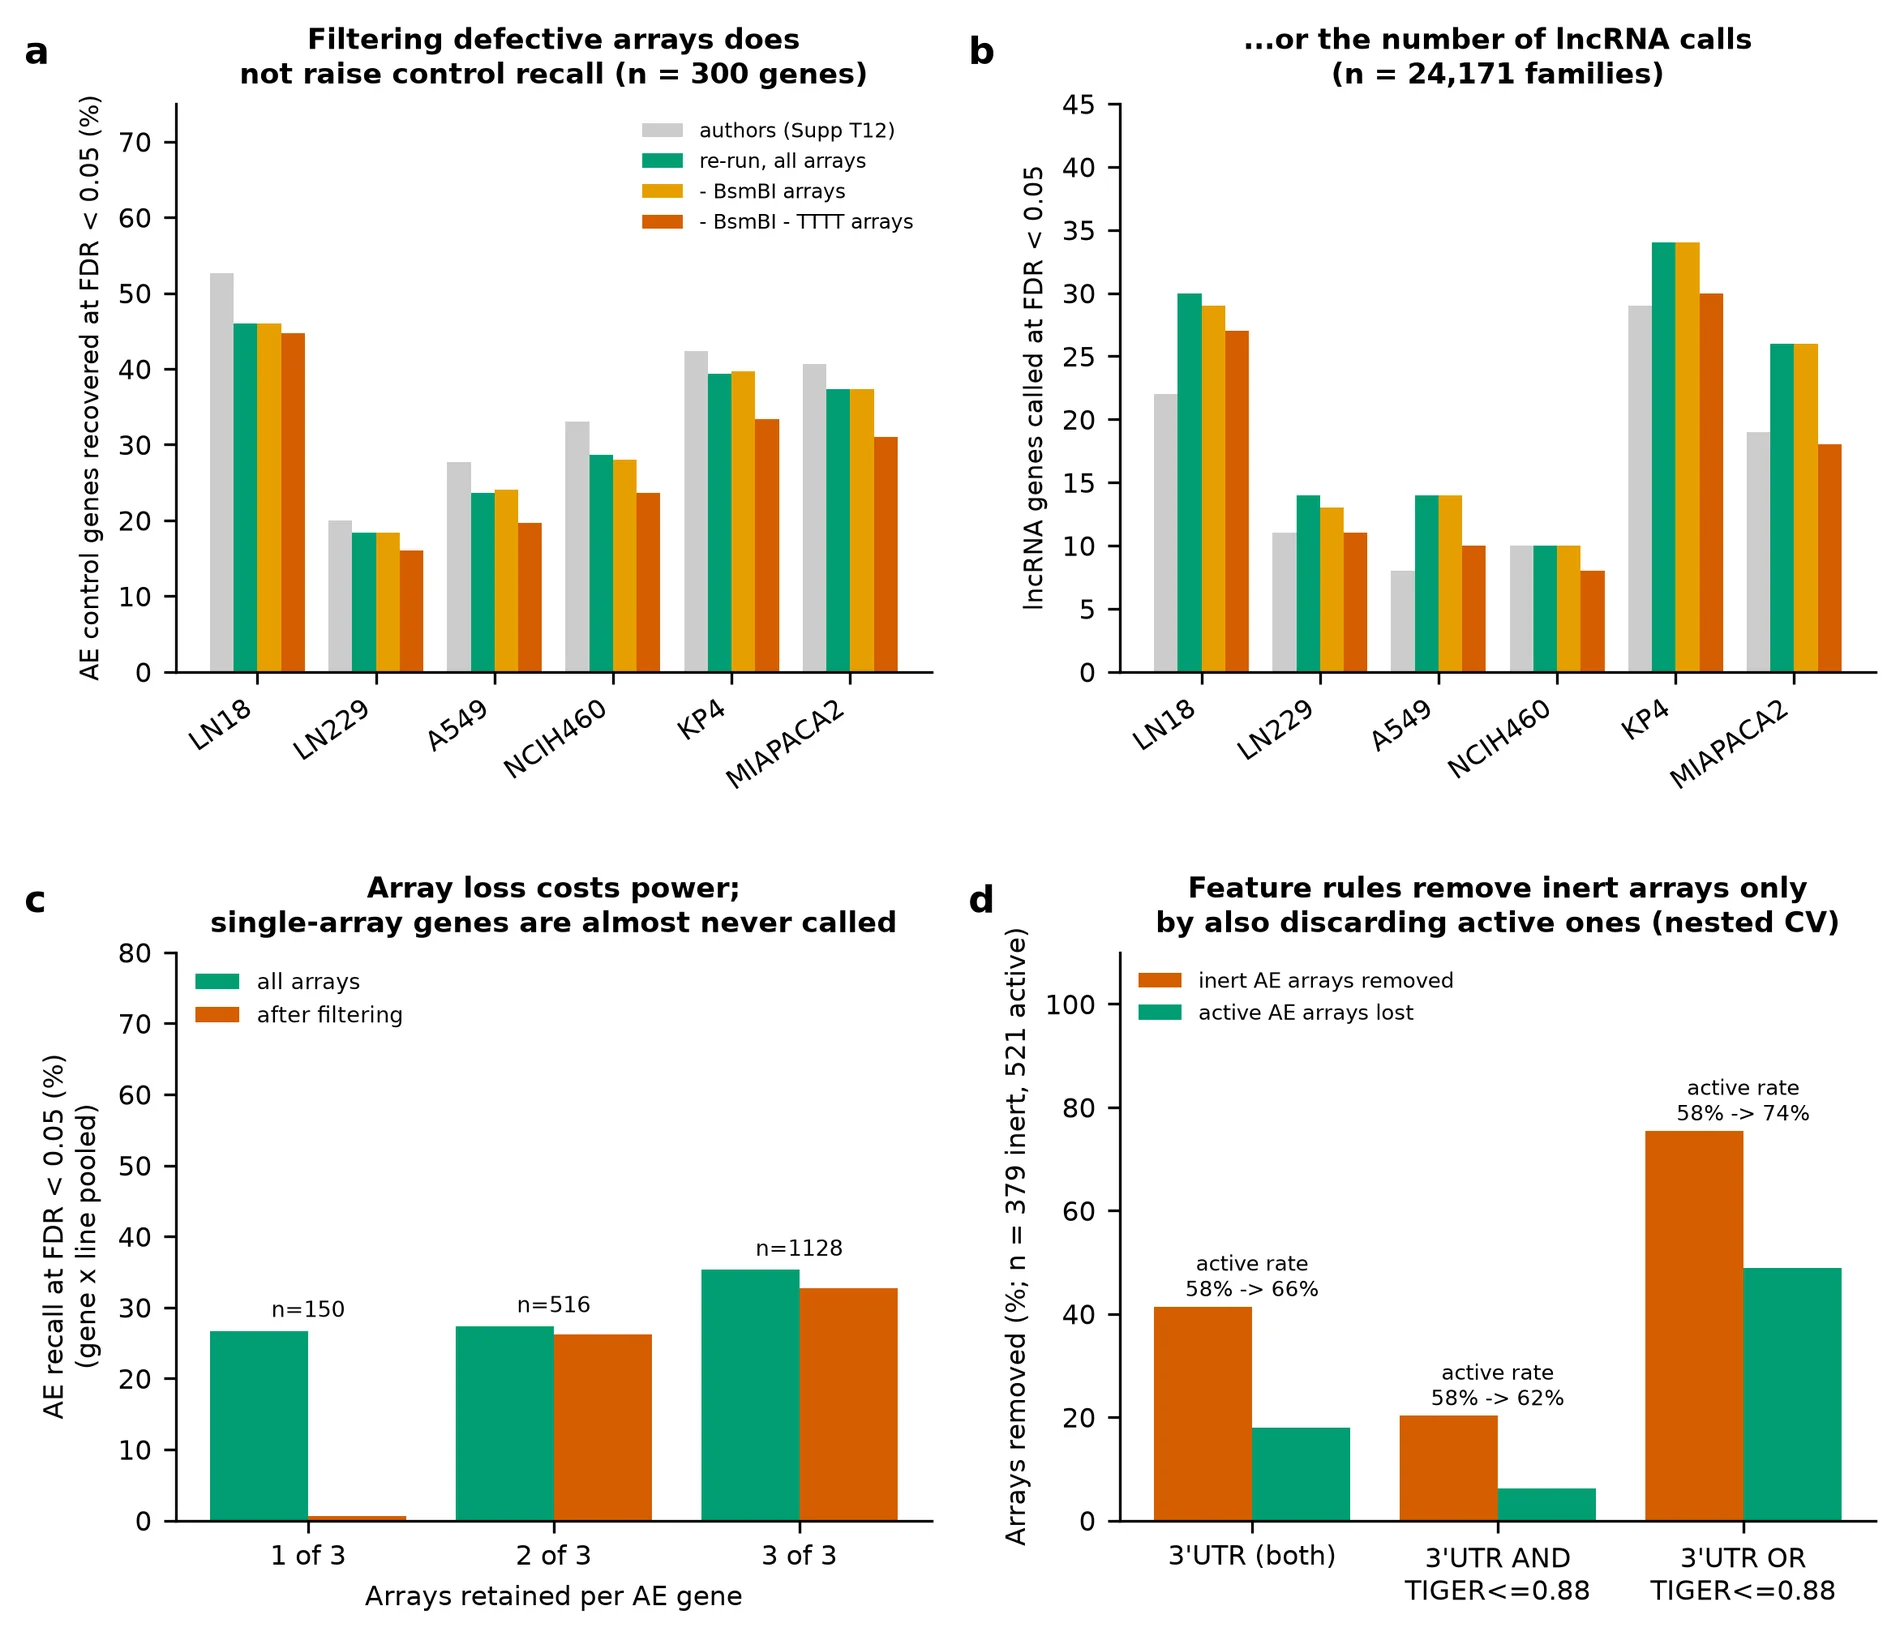 a
Filtering defective arrays does
not raise control recall (n = 300 genes)
AE control genes recovered at FDR < 0.05 (%)
70
60
50
40
30
20
10
0
authors (Supp T12)
re-run, all arrays
- BsmBI arrays
- BsmBI - TTTT arrays
LN18
LN229
A549
NCIH460
KP4
MIAPACA2
b
...or the number of lncRNA calls
(n = 24,171 families)
lncRNA genes called at FDR < 0.05
45
40
35
30
25
20
15
10
5
0
LN18
LN229
A549
NCIH460
KP4
MIAPACA2
c
Array loss costs power;
single-array genes are almost never called
AE recall at FDR < 0.05 (%)
(gene x line pooled)
80
70
60
50
40
30
20
10
0
all arrays
after filtering
n=150
n=516
n=1128
1 of 3
2 of 3
3 of 3
Arrays retained per AE gene
d
Feature rules remove inert arrays only
by also discarding active ones (nested CV)
Arrays removed (%; n = 379 inert, 521 active)
100
80
60
40
20
0
inert AE arrays removed
active AE arrays lost
active rate
58% -> 66%
active rate
58% -> 62%
active rate
58% -> 74%
3'UTR (both)
3'UTR AND
TIGER<=0.88
3'UTR OR
TIGER<=0.88